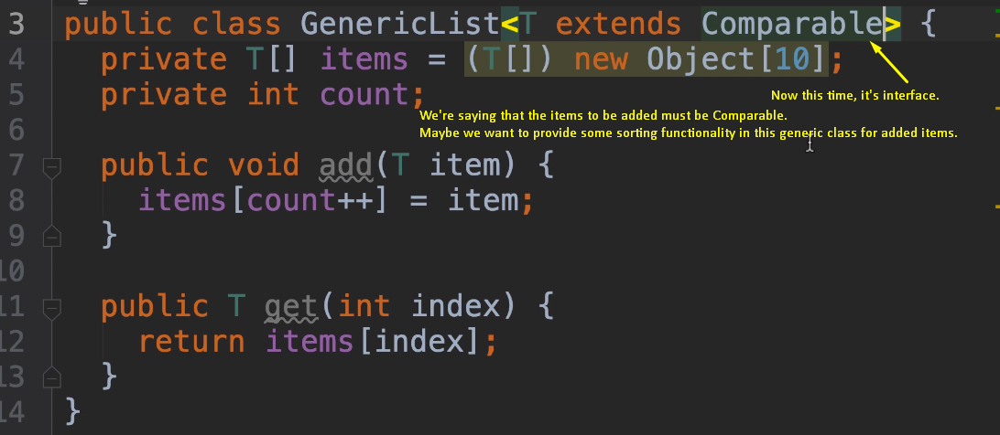 3 public class GenericList<T extends Comparable> {
4 private T[] items = (T[]) new Object[10];
5 private int count;
Now this time, it's interface.
We're saying that the items to be added must be Comparable.
Maybe we want to provide some sorting functionality in this generic class for added items.
7 public void add(T item) {
8 items[count++] = item;
9 }
10
11 public T get(int index) {
12 return items[index];
13 }
14 }